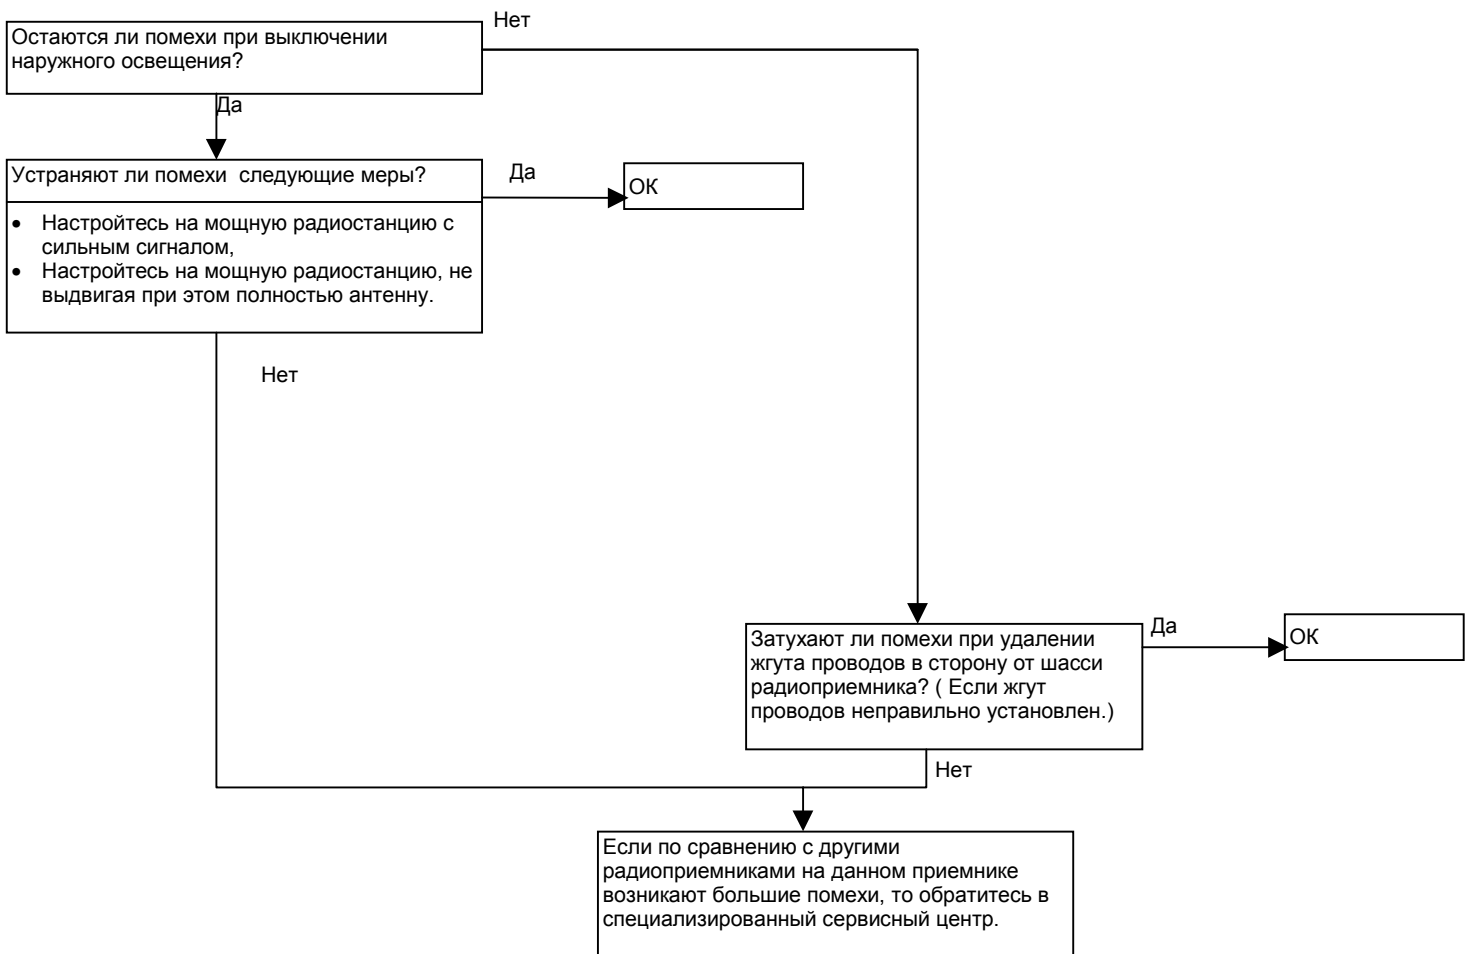 Нет
Остаются ли помехи при выключении
наружного освещения?
Да
Устраняют ли помехи  следующие меры?
Да
ОК
• Настройтесь на мощную радиостанцию с
сильным сигналом,
• Настройтесь на мощную радиостанцию, не
выдвигая при этом полностью антенну.
Нет
Затухают ли помехи при удалении
жгута проводов в сторону от шасси
радиоприемника? ( Если жгут
проводов неправильно установлен.)
Да
ОК
Нет
Если по сравнению с другими
радиоприемниками на данном приемнике
возникают большие помехи, то обратитесь в
специализированный сервисный центр.